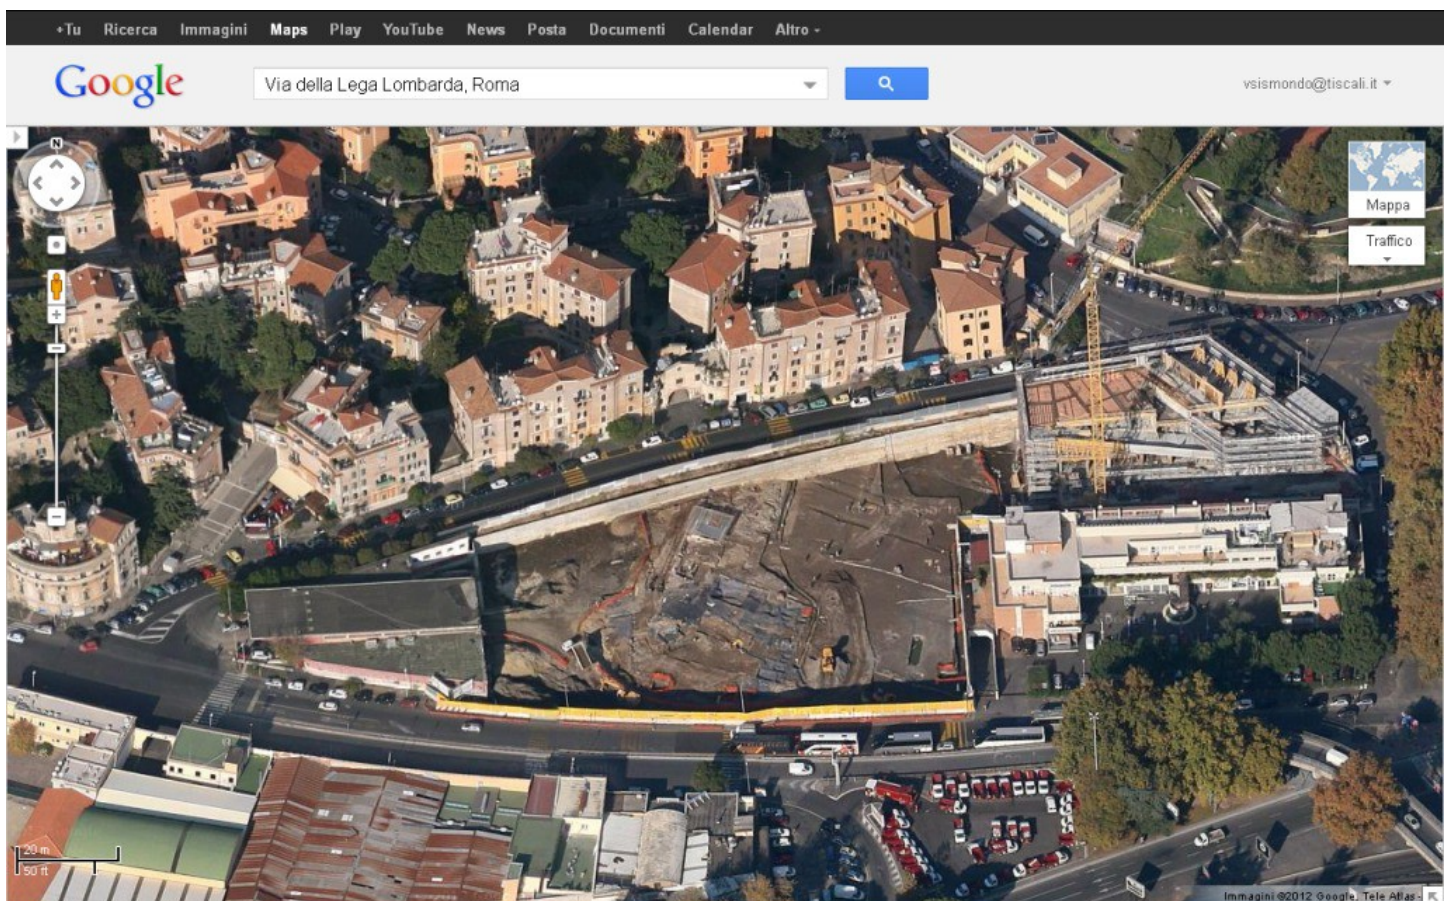 +Tu Ricerca Immagini Maps Play YouTube News Posta Documenti Calendar Altro
Google
Via della Lega Lombarda, Roma
vsismondo@tiscali.it
N
Mappa
Traffico
20 m
50 ft
Immagini ©2012 Google, Tele Atlas -